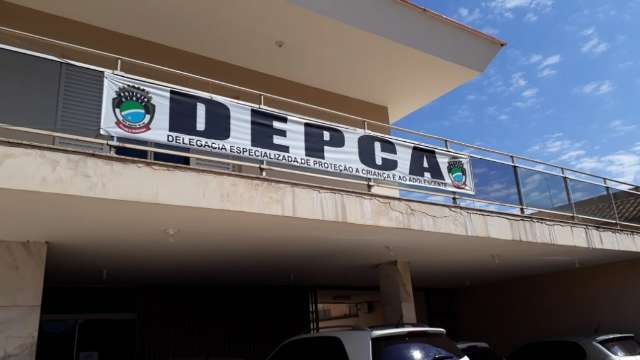 DEPCA
DELEGACIA ESPECIALIZADA DE PROTEÇÃO A CRIANÇA E AO ADOLESCENTE